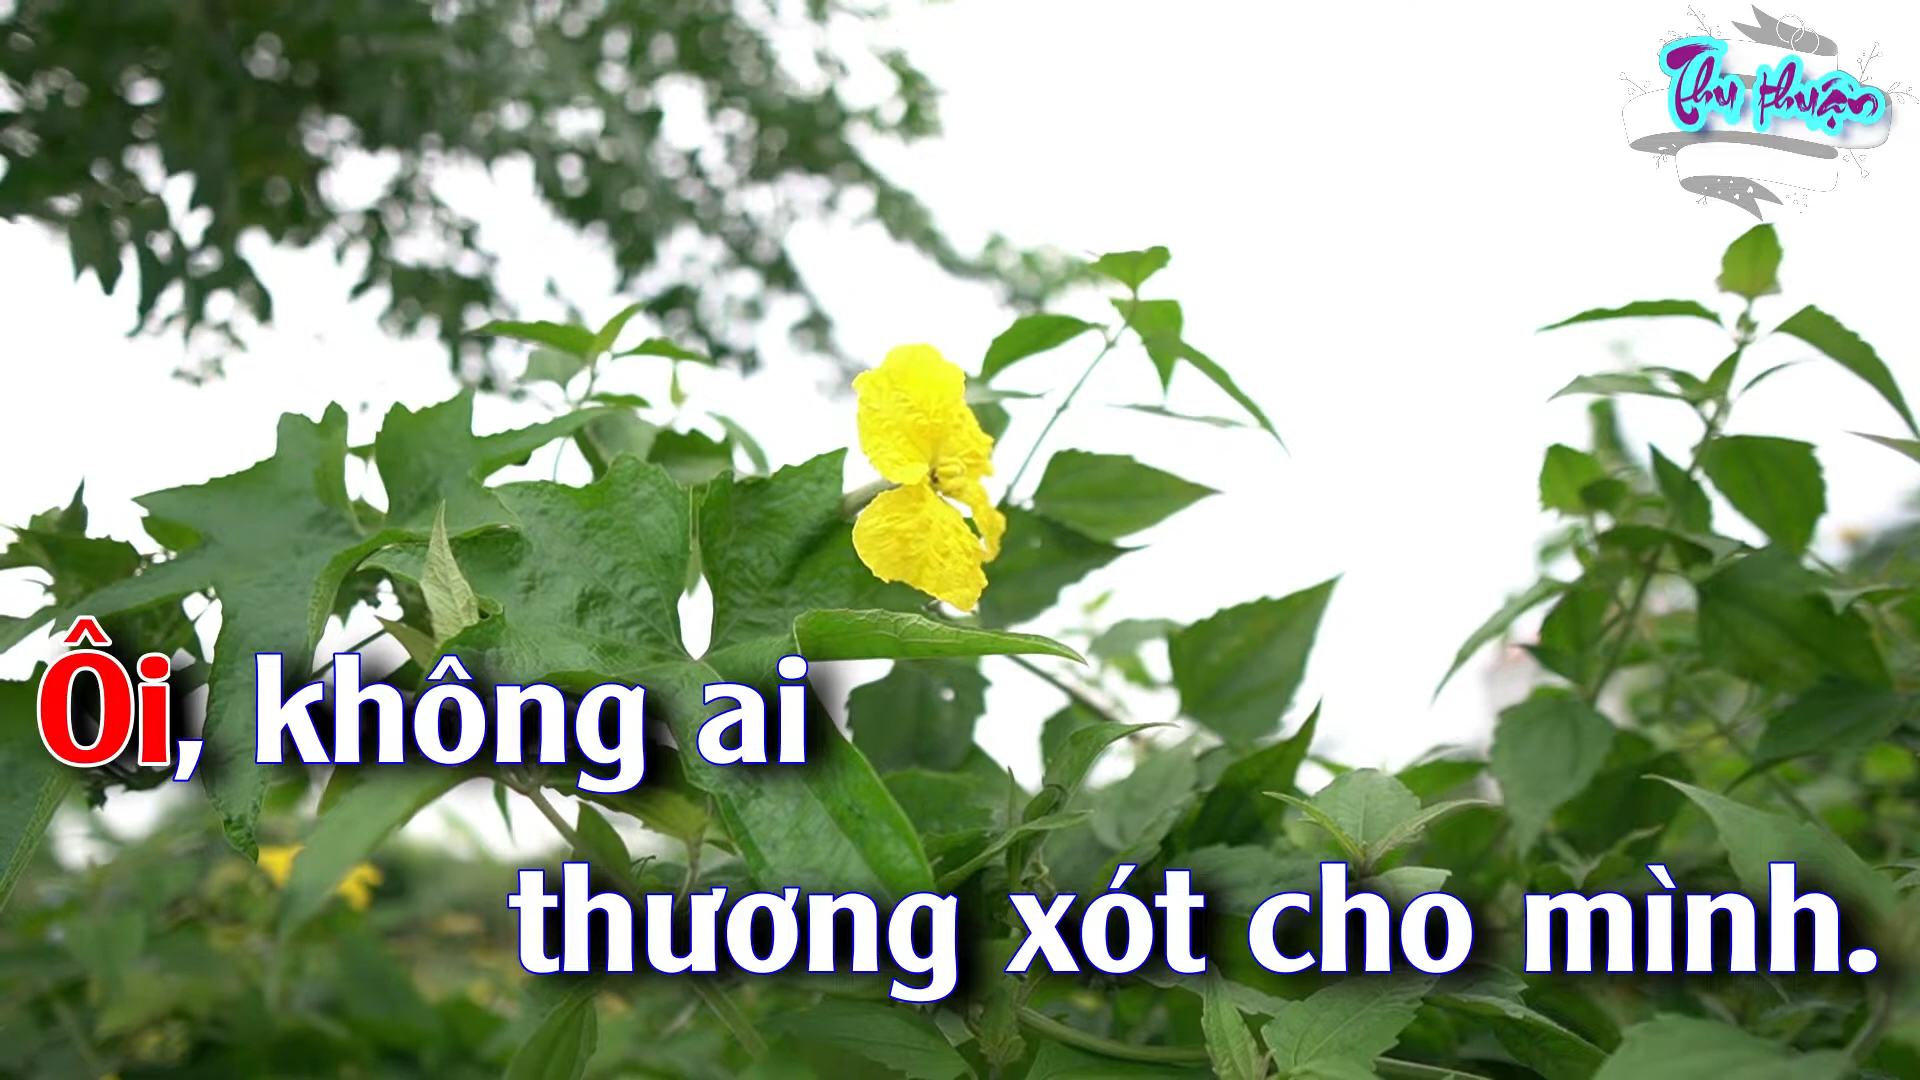 Thu Thuận
Ôi, không ai
thương xót cho mình.